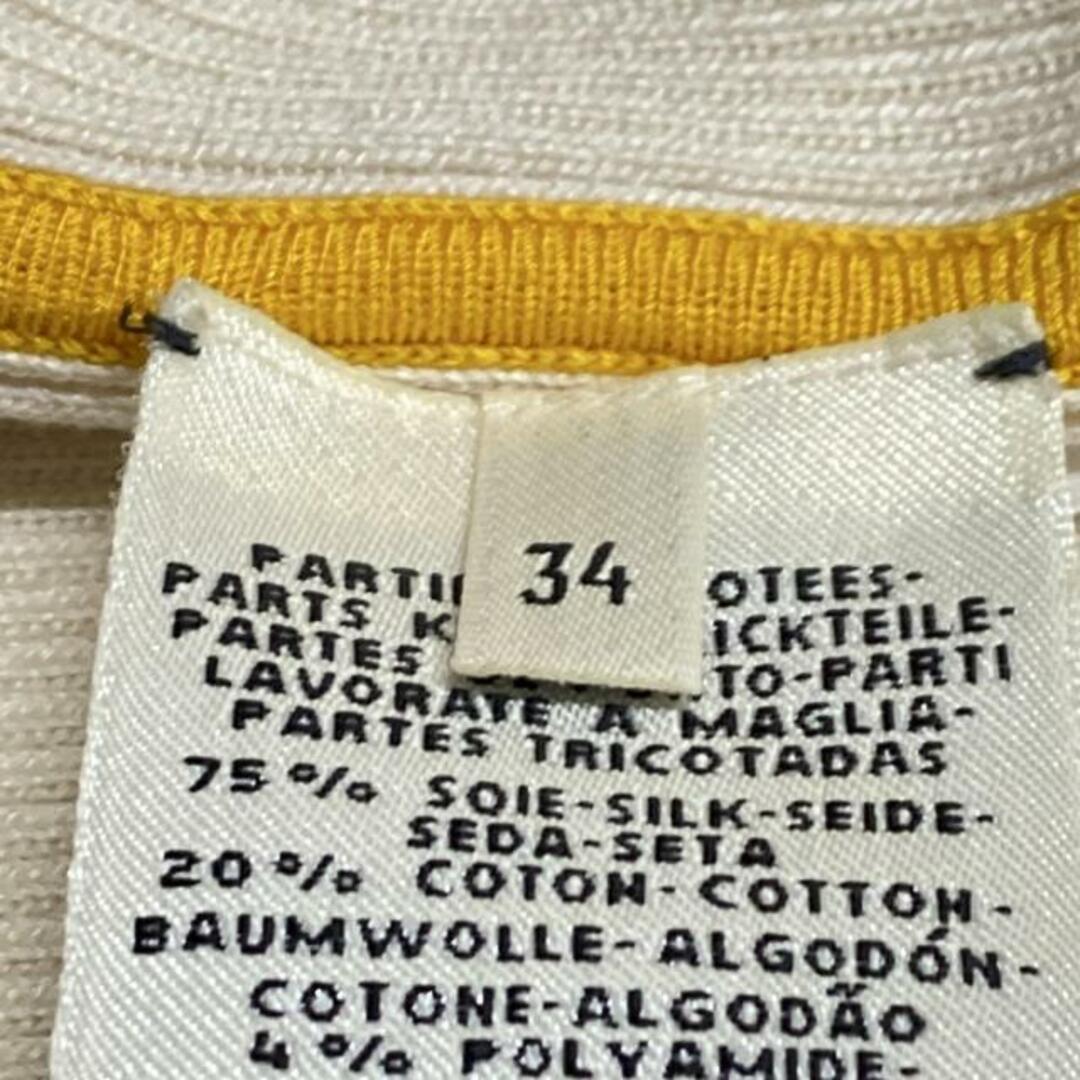 34
PARTI OTEES-
PARTS K ICKTEILE-
PARTES TO-PARTI
LAVORATE A MAGLIA-
PARTES TRICOTADAS
75 % SOIE-SILK-SEIDE-
SEDA-SETA
20 % COTON-COTTON-
BAUMWOLLE-ALGODÓN-
COTONE-ALGODÃO
4 % POLYAMIDE-